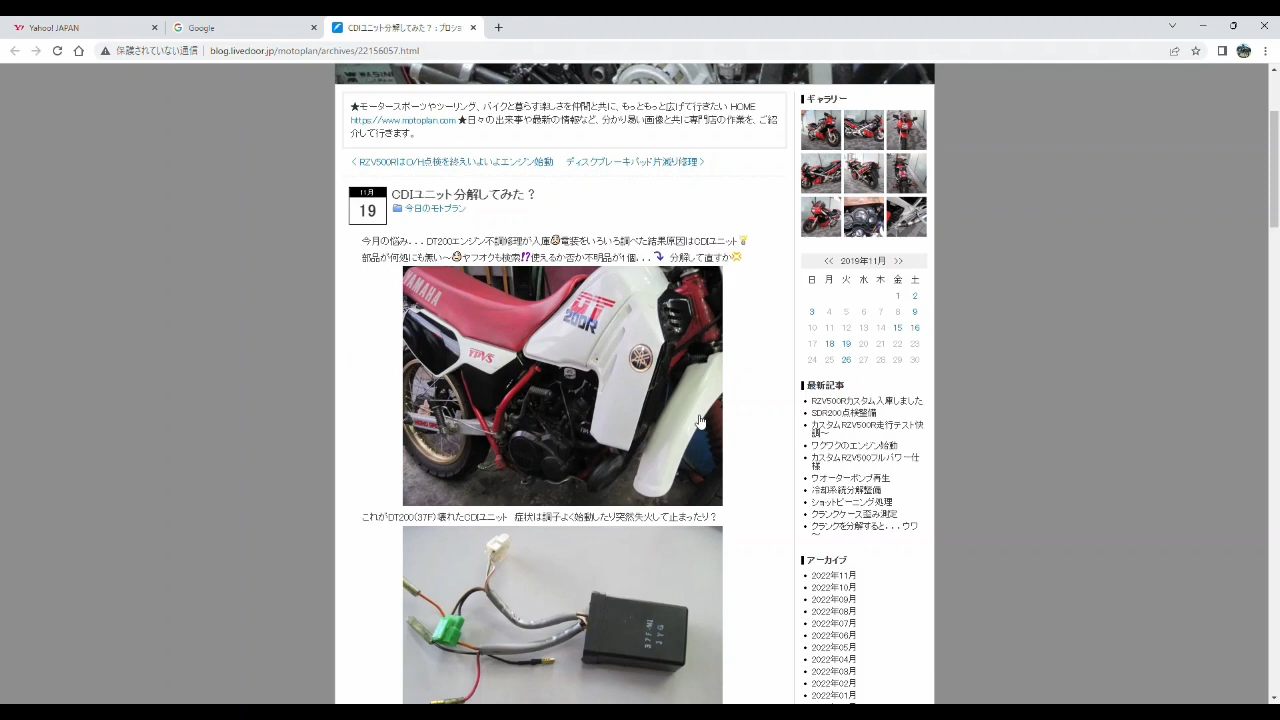 Yahoo! JAPAN
Google
CDIユニット分解してみた？ : プロショ
保護されていない通信
blog.livedoor.jp/motoplan/archives/22156057.html
★モータースポーツやツーリング、バイクと暮らす楽しさを仲間と共に、もっともっと広げて行きたい HOME
https://www.motoplan.com ★日々の出来事や最新の情報など、分かり易い画像と共に専門店の作業を、ご紹
介して行きます。
< RZV500RはO/H点検を終えいよいよエンジン始動
ディスクブレーキパッド片減り修理 >
11月
19
CDIユニット分解してみた？
今日のモトプラン
今月の悩み...DT200エンジン不調修理が入庫電装をいろいろ調べた結果原因はCDIユニット
部品が何処にも無い～ヤフオクも検索!?使えるか否か不明品が1個... 分解して直すか
YAMAHA
DT
200R
YPVS
これがDT200(37F)壊れたCDIユニット 症状は調子よく始動したり突然失火して止まったり？
37F-M1
ギャラリー
<< 2019年11月 >>
日 月 火 水 木 金 土
1 2
3 4 5 6 7 8 9
10 11 12 13 14 15 16
17 18 19 20 21 22 23
24 25 26 27 28 29 30
最新記事
RZV500Rカスタム入庫しました
SDR200点検整備
カスタムRZV500R走行テスト快
調～
ワクワクのエンジン始動
カスタムRZV500フルパワー仕
様
ウオーターポンプ再生
冷却系統分解整備
ショットピーニング処理
クランクケース歪み測定
クランクを分解すると...ウワ
～
アーカイブ
2022年11月
2022年10月
2022年09月
2022年08月
2022年07月
2022年06月
2022年05月
2022年04月
2022年03月
2022年02月
2022年01月